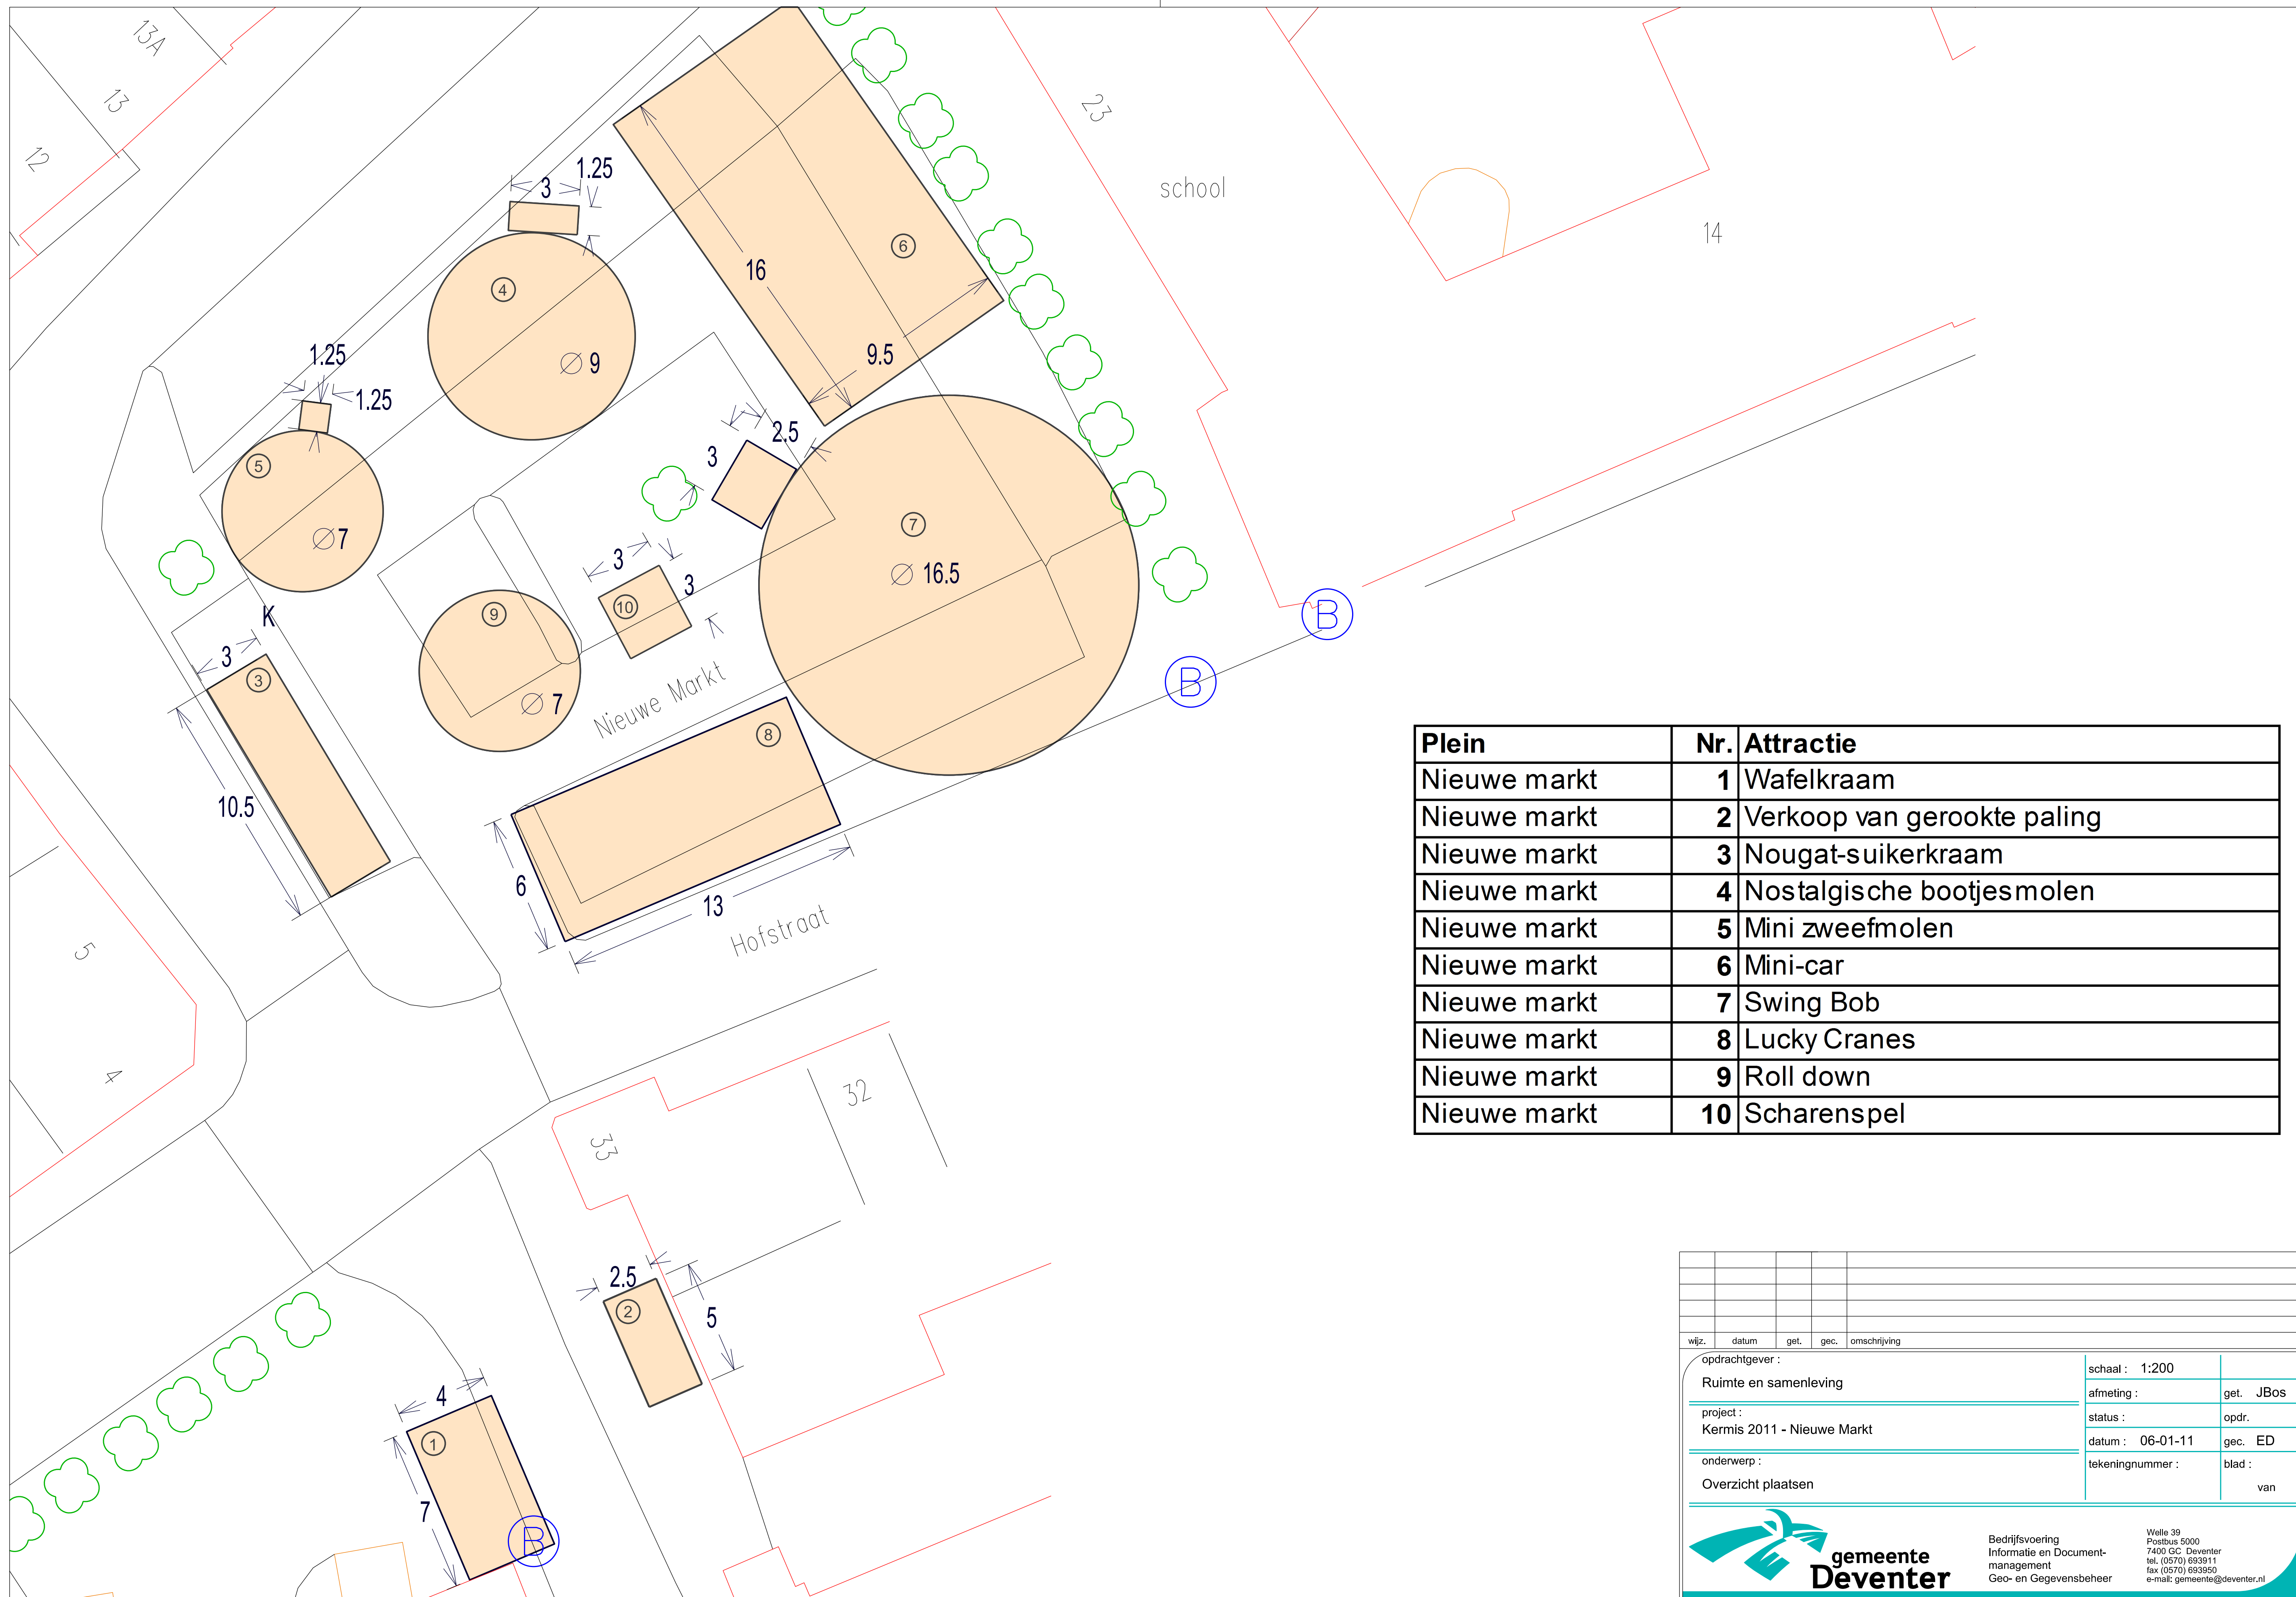 13A
13
12
23
school
14
3
1.25
4
9
6
16
9.5
1.25
1.25
5
7
2.5
3
7
16.5
3
3
10
9
7
K
3
3
10.5
Nieuwe Markt
8
6
13
Hofstraat
B
B
5
4
32
33
2.5
2
5
4
1
7
B
Plein Nr. Attractie
Nieuwe markt 1 Wafelkraam
Nieuwe markt 2 Verkoop van gerookte paling
Nieuwe markt 3 Nougat-suikerkraam
Nieuwe markt 4 Nostalgische bootjesmolen
Nieuwe markt 5 Mini zweefmolen
Nieuwe markt 6 Mini-car
Nieuwe markt 7 Swing Bob
Nieuwe markt 8 Lucky Cranes
Nieuwe markt 9 Roll down
Nieuwe markt 10 Scharenspel
wijz. datum get. gec. omschrijving
opdrachtgever :
Ruimte en samenleving
project :
Kermis 2011 - Nieuwe Markt
onderwerp :
Overzicht plaatsen
schaal : 1:200
afmeting : get. JBos
status : opdr.
datum : 06-01-11 gec. ED
tekeningnummer : blad :
van
gemeente
Deventer
Bedrijfsvoering
Informatie en Document-
management
Geo- en Gegevensbeheer
Welle 39
Postbus 5000
7400 GC Deventer
tel. (0570) 693911
fax (0570) 693950
e-mail: gemeente@deventer.nl